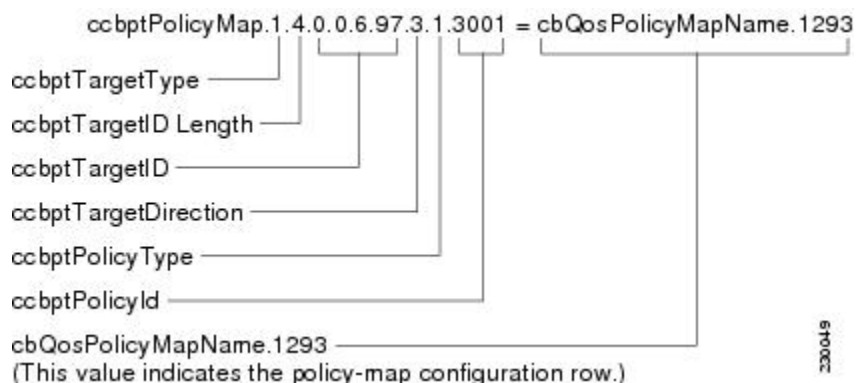 ccbptPolicyMap.1.4.0.0.6.97.3.1.3001 = cbQosPolicyMapName.1293
ccbptTargetType
ccbptTargetID Length
ccbptTargetID
ccbptTargetDirection
ccbptPolicyType
ccbptPolicyId
cbQosPolicyMapName.1293
(This value indicates the policy-map configuration row.)
230049